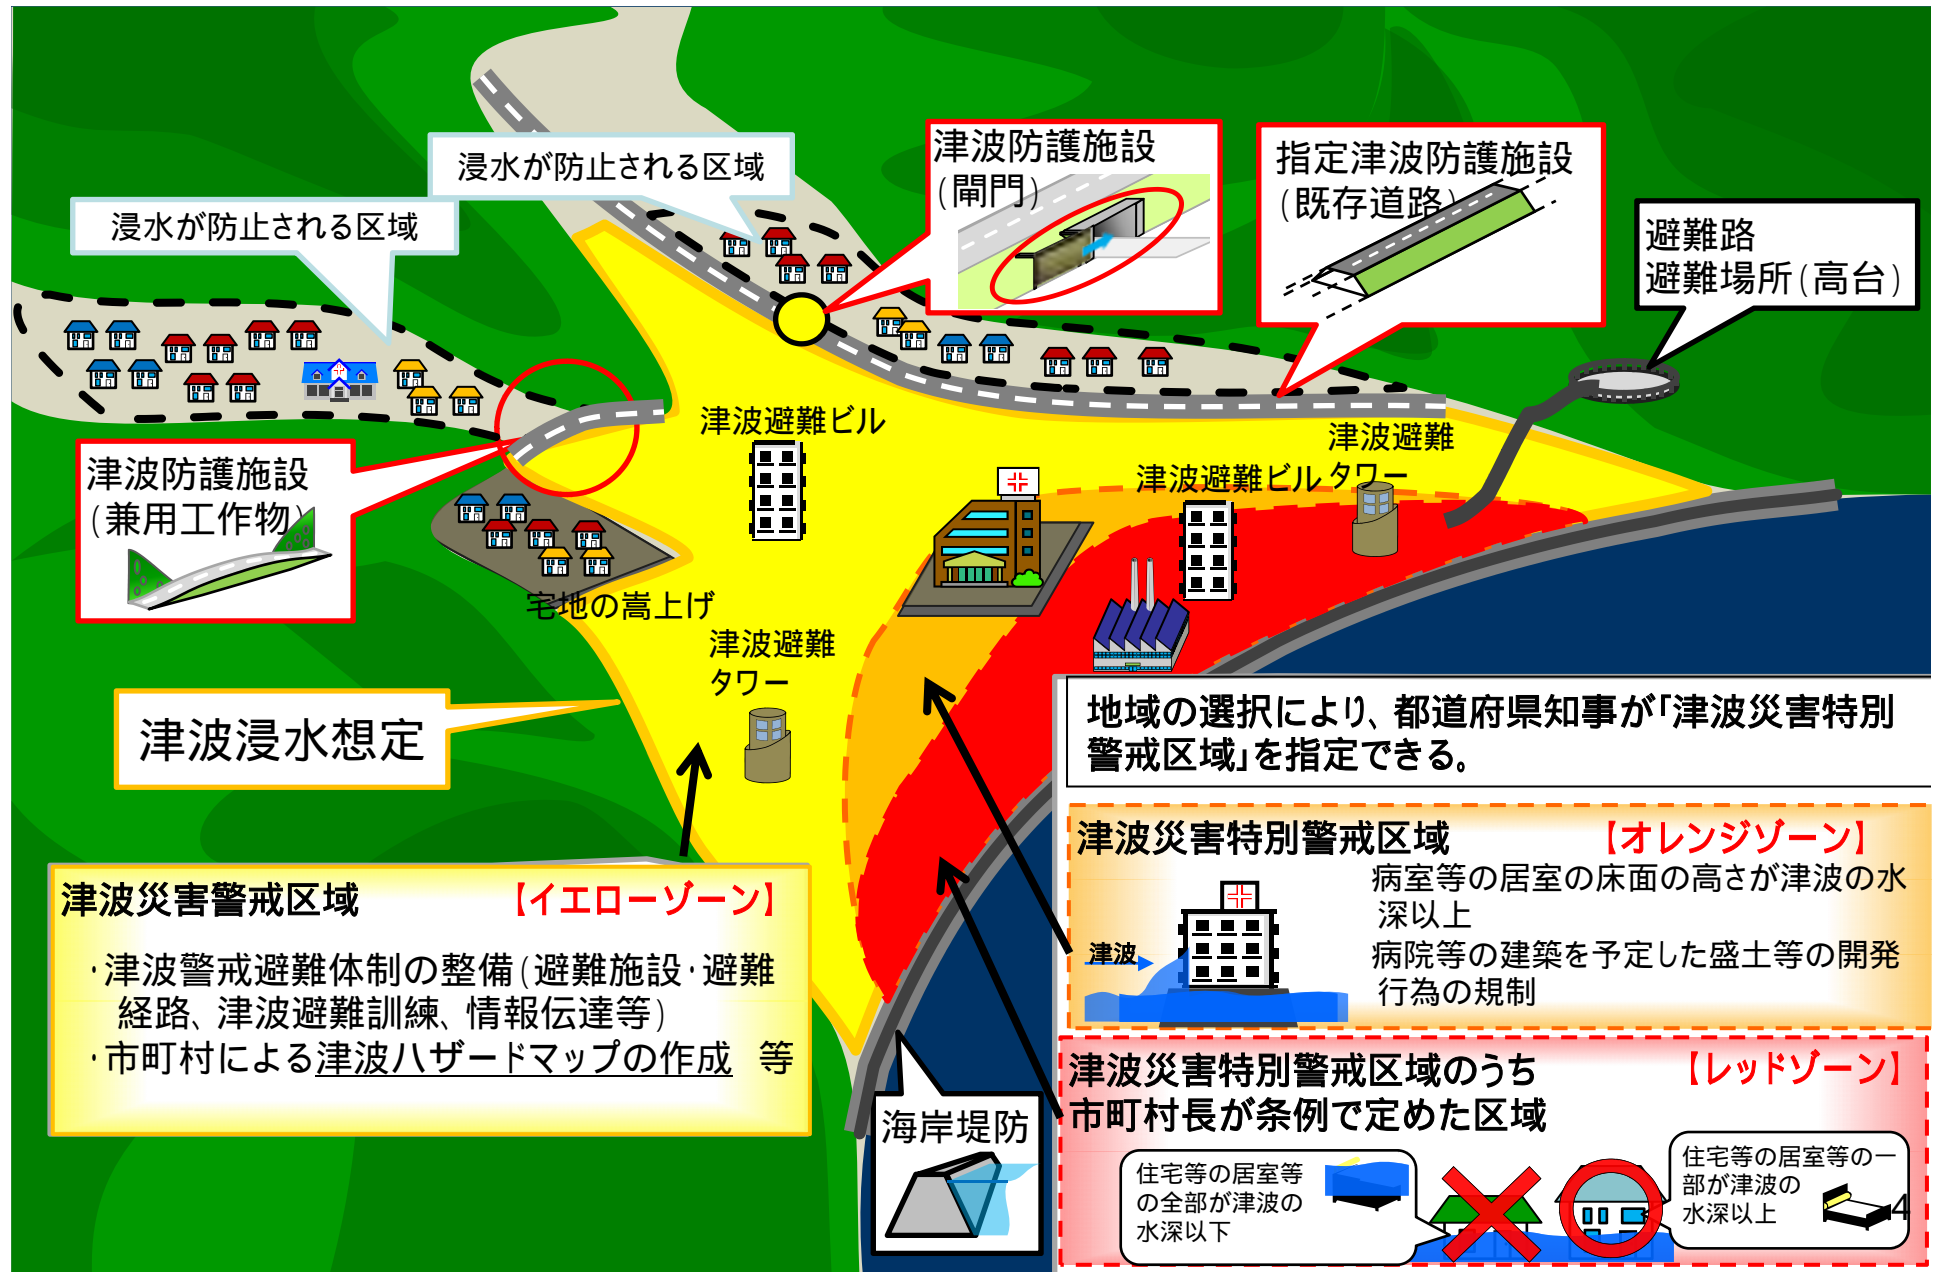 浸水が防止される区域
浸水が防止される区域
津波防護施設
(閘門)
指定津波防護施設
(既存道路)
避難路
避難場所(高台)
津波避難ビル
津波避難
タワー
津波避難ビル
津波防護施設
(兼用工作物)
宅地の嵩上げ
津波避難
タワー
津波浸水想定
地域の選択により、都道府県知事が「津波災害特別
警戒区域」を指定できる。
津波災害特別警戒区域 【オレンジゾーン】
病室等の居室の床面の高さが津波の水
深以上
病院等の建築を予定した盛土等の開発
行為の規制
津波
津波災害警戒区域 【イエローゾーン】
・津波警戒避難体制の整備(避難施設・避難
経路、津波避難訓練、情報伝達等)
・市町村による津波ハザードマップの作成 等
海岸堤防
津波災害特別警戒区域のうち 【レッドゾーン】
市町村長が条例で定めた区域
住宅等の居室等
の全部が津波の
水深以下
住宅等の居室等の一
部が津波の
水深以上
4